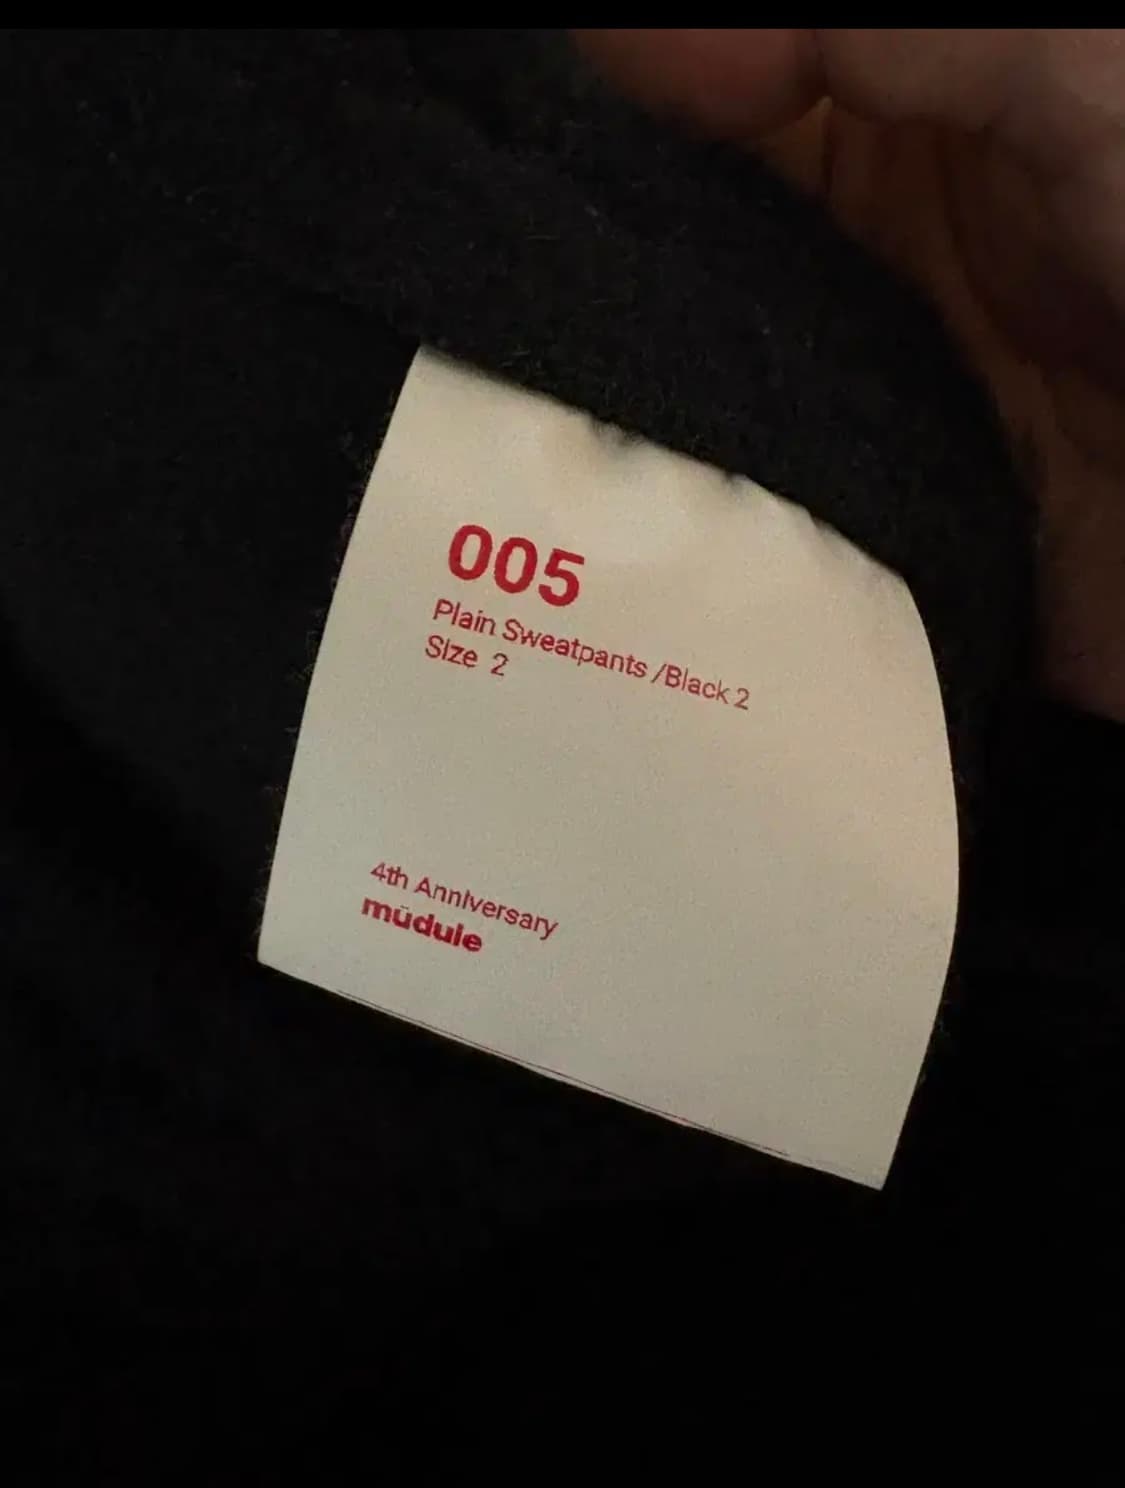 005
Plain Sweatpants /Black 2
Size 2
4th Anniversary
müdule